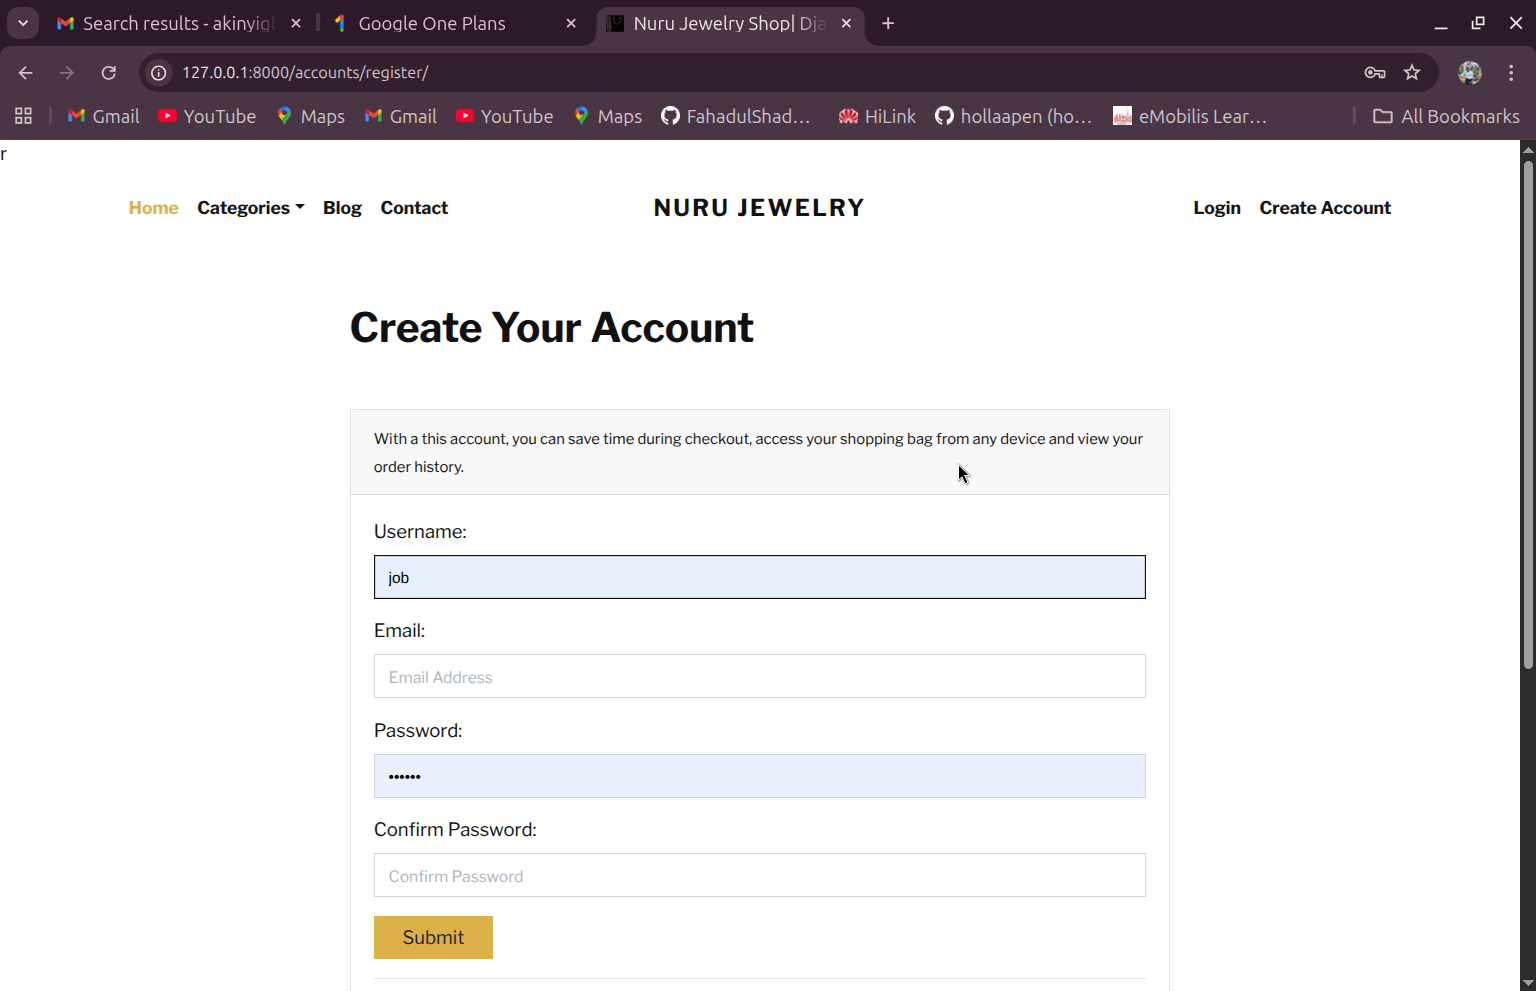 Search results - akinyig
Google One Plans
Nuru Jewelry Shop| Dja
127.0.0.1:8000/accounts/register/
Gmail
YouTube
Maps
Gmail
YouTube
Maps
FahadulShad...
HiLink
hollaapen (ho...
eMobilis Lear...
All Bookmarks
r
Home Categories Blog Contact
NURU JEWELRY
Login Create Account
Create Your Account
With a this account, you can save time during checkout, access your shopping bag from any device and view your
order history.
Username:
job
Email:
Email Address
Password:
••••••
Confirm Password:
Confirm Password
Submit